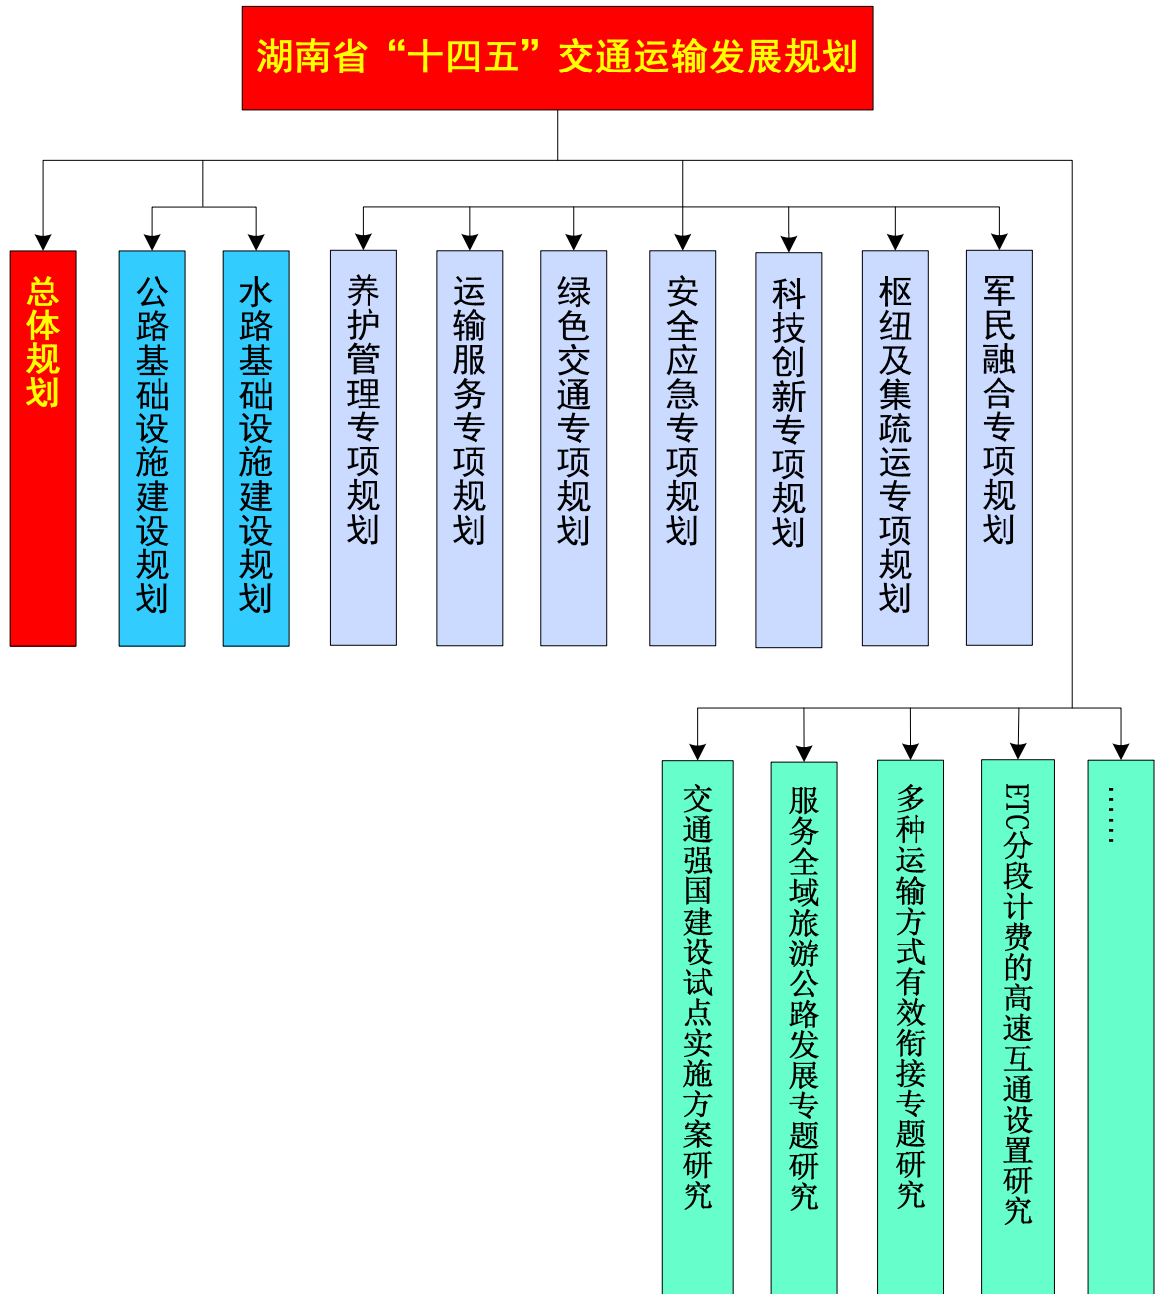 湖南省“十四五”交通运输发展规划
总体规划
公路基础设施建设规划
水路基础设施建设规划
养护管理专项规划
运输服务专项规划
绿色交通专项规划
安全应急专项规划
科技创新专项规划
枢纽及集疏运专项规划
军民融合专项规划
交通强国建设试点实施方案研究
服务全域旅游公路发展专题研究
多种运输方式有效衔接专题研究
ETC分段计费的高速互通设置研究
……